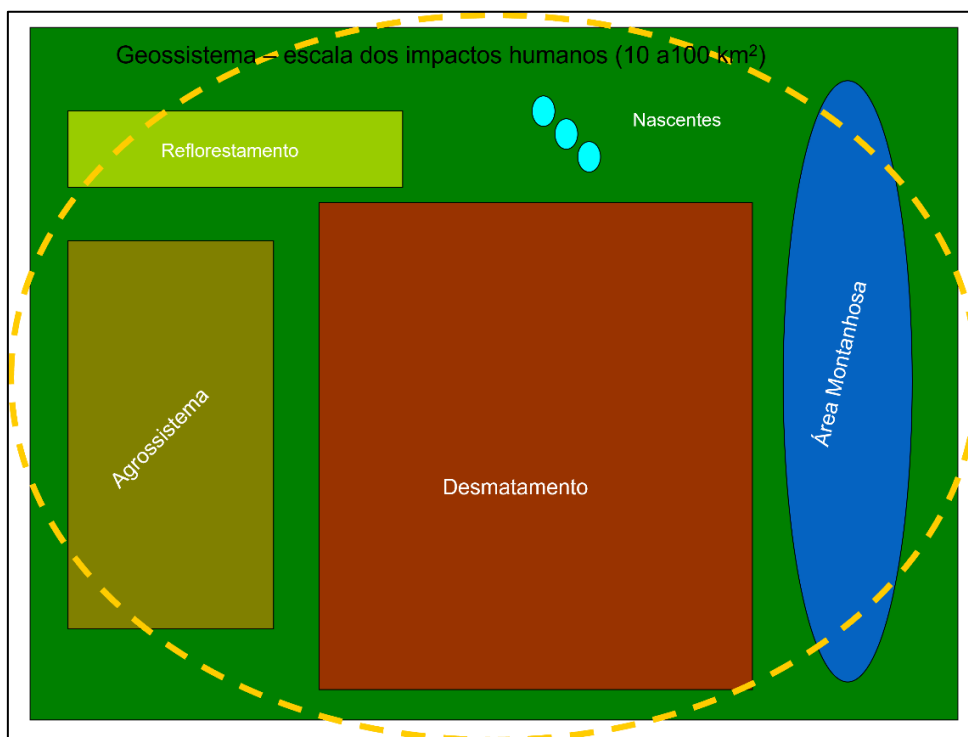 Geossistema – escala dos impactos humanos (10 a100 km²)
Nascentes
Reflorestamento
Agrossistema
Desmatamento
Área Montanhosa